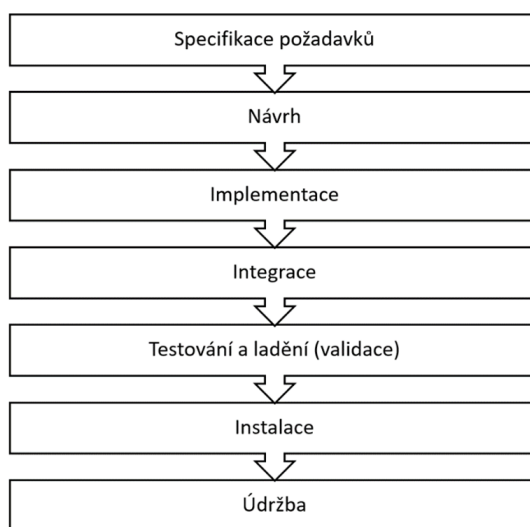 Specifikace požadavků
Návrh
Implementace
Integrace
Testování a ladění (validace)
Instalace
Údržba